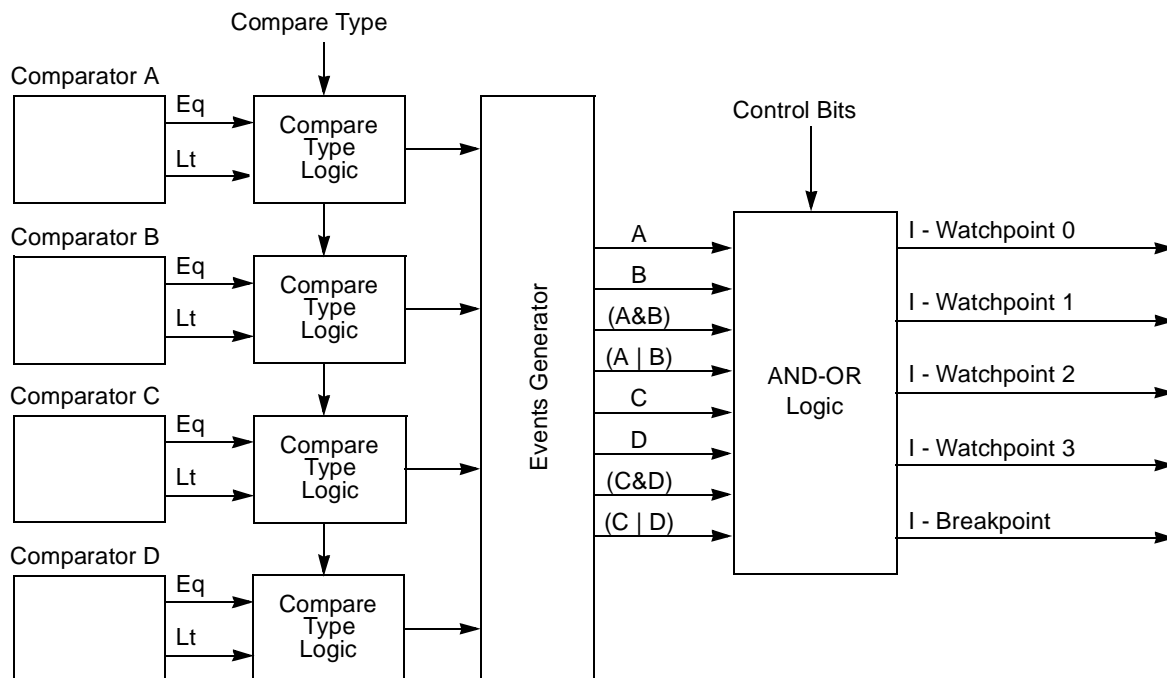 Compare Type
Comparator A
Eq
Lt
Compare
Type
Logic
Comparator B
Eq
Lt
Compare
Type
Logic
Comparator C
Eq
Lt
Compare
Type
Logic
Comparator D
Eq
Lt
Compare
Type
Logic
Events Generator
A
B
(A&B)
(A | B)
C
D
(C&D)
(C | D)
Control Bits
AND-OR
Logic
I - Watchpoint 0
I - Watchpoint 1
I - Watchpoint 2
I - Watchpoint 3
I - Breakpoint